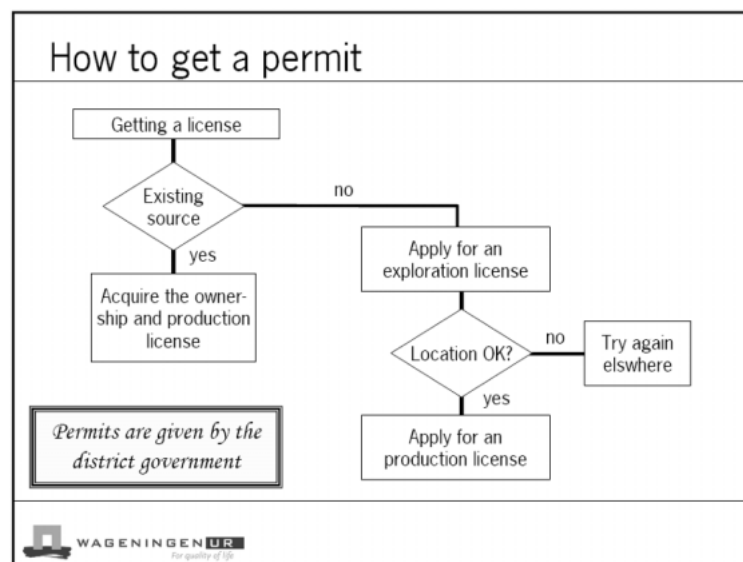 How to get a permit
Getting a license
Existing
source
no
yes
Acquire the owner-
ship and production
license
Apply for an
exploration license
Location OK?
no
Try again
elswhere
yes
Apply for an
production license
Permits are given by the
district government
WAGENINGEN UR
For quality of life